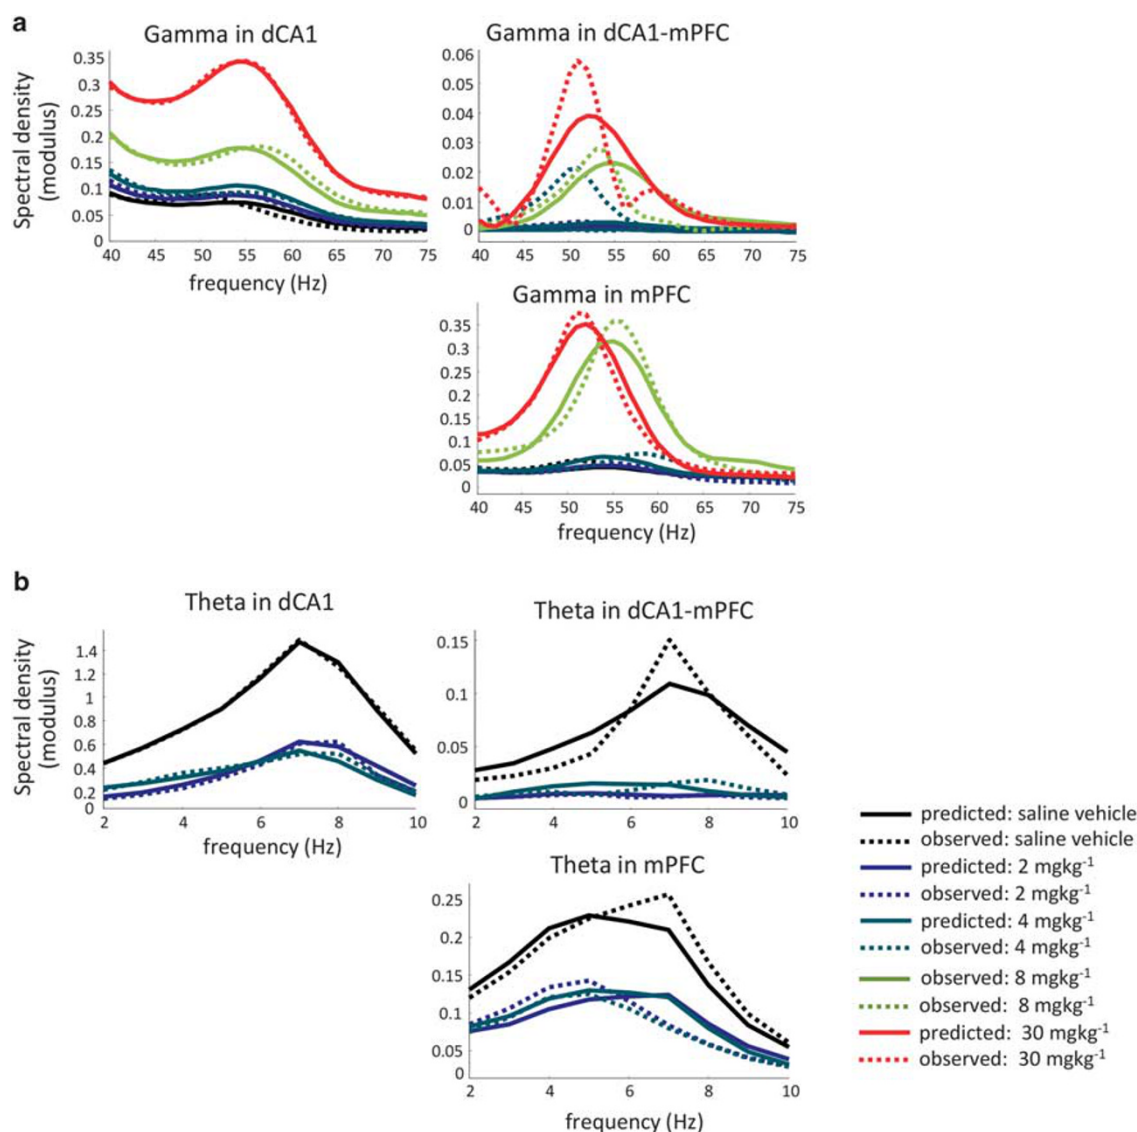 a
Gamma in dCA1
Gamma in dCA1-mPFC
Spectral density
(modulus)
0.35
0.3
0.2
0.15
0.1
0.05
0
40 45 50 55 60 65 70 75
frequency (Hz)
0.06
0.05
0.04
0.03
0.02
0.01
0
40 45 50 55 60 65 70 75
Gamma in mPFC
0.35
0.3
0.25
0.2
0.15
0.1
0.05
0
40 45 50 55 60 65 70 75
frequency (Hz)
b
Theta in dCA1
Theta in dCA1-mPFC
Spectral density
(modulus)
1.4
1.2
1
0.8
0.6
0.4
0.2
0
2 4 6 8 10
frequency (Hz)
0.15
0.1
0.05
0
2 4 6 8 10
Theta in mPFC
0.25
0.2
0.15
0.1
0.05
0
2 4 6 8 10
frequency (Hz)
predicted: saline vehicle
observed: saline vehicle
predicted: 2 mgkg⁻¹
observed: 2 mgkg⁻¹
predicted: 4 mgkg⁻¹
observed: 4 mgkg⁻¹
observed: 8 mgkg⁻¹
observed: 8 mgkg⁻¹
predicted: 30 mgkg⁻¹
observed: 30 mgkg⁻¹